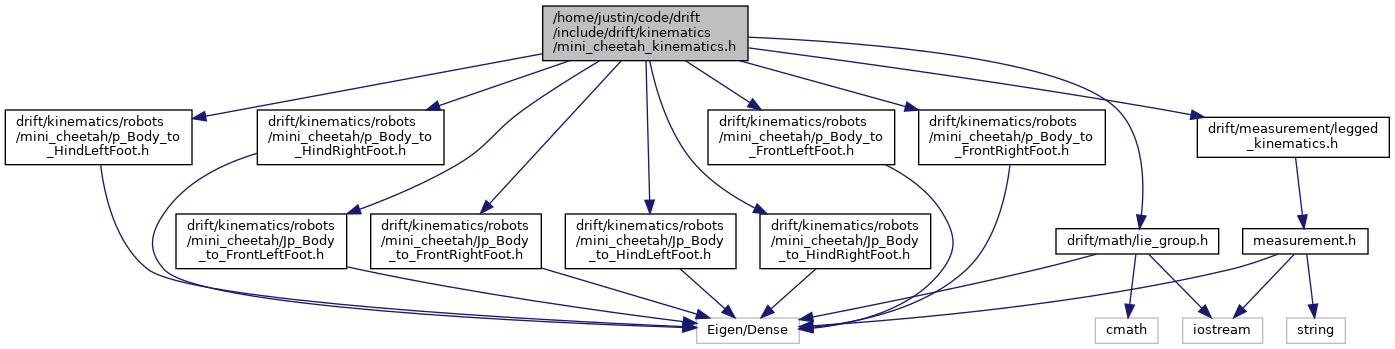 /home/justin/code/drift
/include/drift/kinematics
/mini_cheetah_kinematics.h
drift/kinematics/robots
/mini_cheetah/p_Body_to
_HindLeftFoot.h
drift/kinematics/robots
/mini_cheetah/p_Body_to
_HindRightFoot.h
drift/kinematics/robots
/mini_cheetah/p_Body_to
_FrontLeftFoot.h
drift/kinematics/robots
/mini_cheetah/p_Body_to
_FrontRightFoot.h
drift/measurement/legged
_kinematics.h
drift/kinematics/robots
/mini_cheetah/Jp_Body
_to_FrontLeftFoot.h
drift/kinematics/robots
/mini_cheetah/Jp_Body
_to_FrontRightFoot.h
drift/kinematics/robots
/mini_cheetah/Jp_Body
_to_HindLeftFoot.h
drift/kinematics/robots
/mini_cheetah/Jp_Body
_to_HindRightFoot.h
drift/math/lie_group.h
measurement.h
Eigen/Dense
cmath
iostream
string